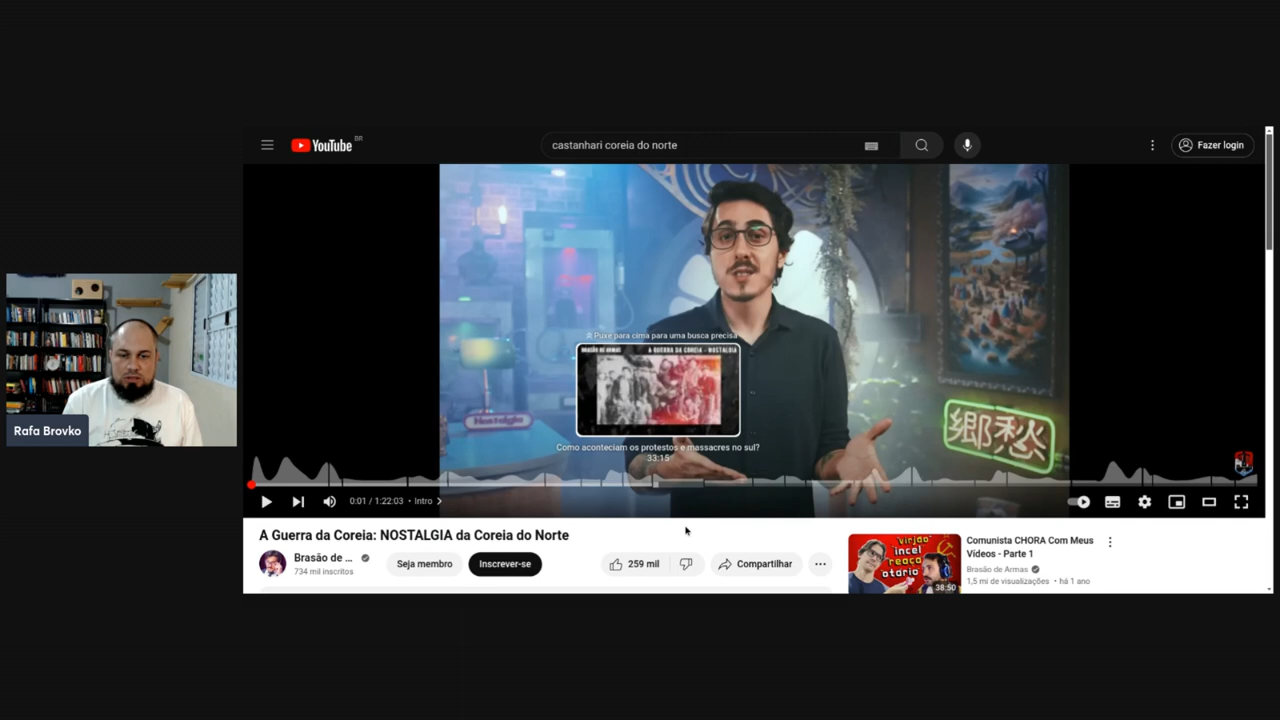 YouTube BR
castanhari coreia do norte
Fazer login
Puxe para cima para uma busca precisa
BRASÃO DE ARMAS
A GUERRA DA COREIA - NOSTALGIA
Nostalgia
郷愁
Como aconteciam os protestos e massacres no sul?
33:15
Rafa Brovko
0:01 / 1:22:03 • Intro
A Guerra da Coreia: NOSTALGIA da Coreia do Norte
Brasão de ...
734 mil inscritos
Seja membro
Inscrever-se
259 mil
Compartilhar
"virjão"
incel
reaça
otário"
38:50
Comunista CHORA Com Meus
Vídeos - Parte 1
Brasão de Armas
1,5 mi de visualizações • há 1 ano